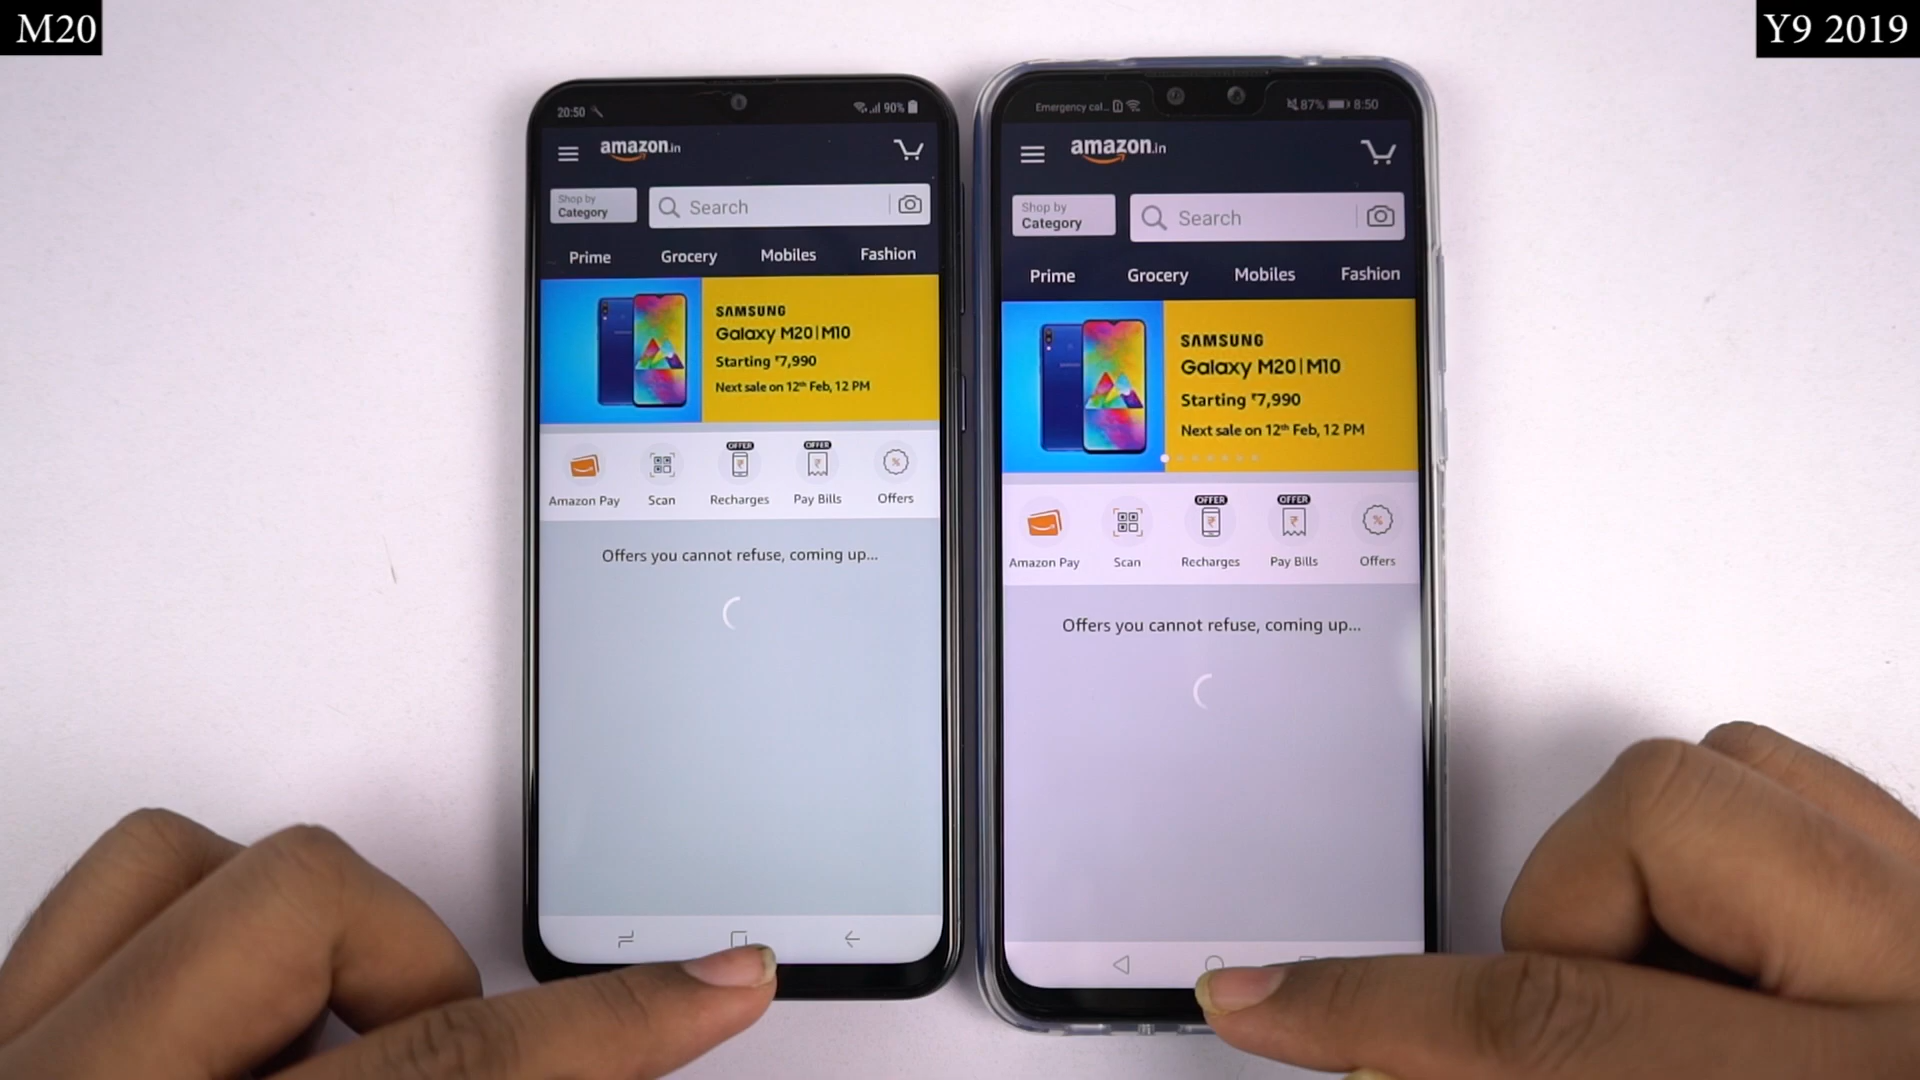 M20
Y9 2019
20:50
90%
amazon.in
Shop by
Category
Search
Prime Grocery Mobiles Fashion
SAMSUNG
Galaxy M20|M10
Starting ₹7,990
Next sale on 12th Feb, 12 PM
OFFER OFFER
Amazon Pay Scan Recharges Pay Bills Offers
Offers you cannot refuse, coming up...
Emergency cal...
87% 8:50
amazon.in
Shop by
Category
Search
Prime Grocery Mobiles Fashion
SAMSUNG
Galaxy M20|M10
Starting ₹7,990
Next sale on 12th Feb, 12 PM
OFFER OFFER
Amazon Pay Scan Recharges Pay Bills Offers
Offers you cannot refuse, coming up...